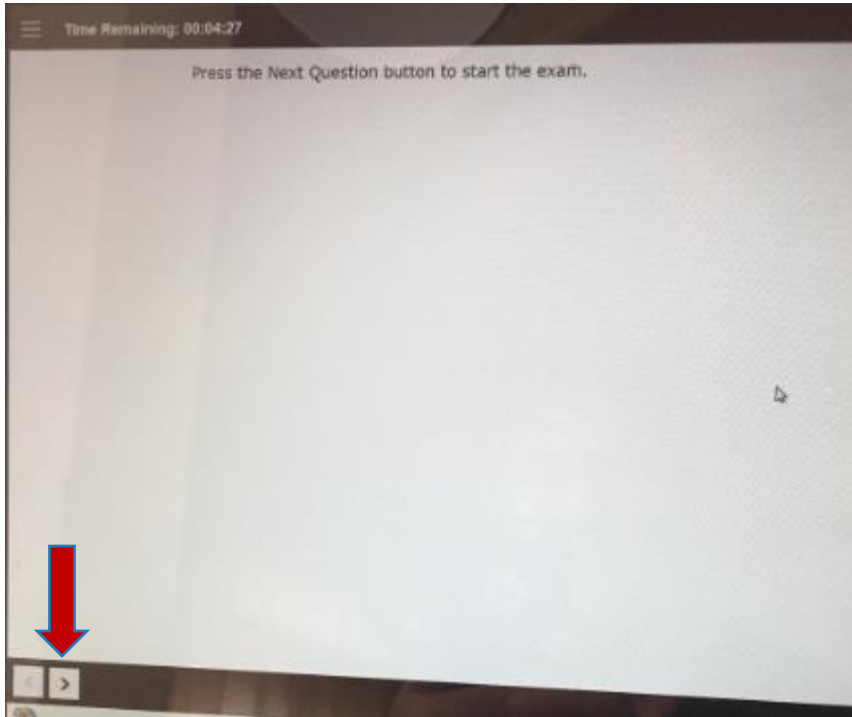 Time Remaining: 00:04:27
Press the Next Question button to start the exam.